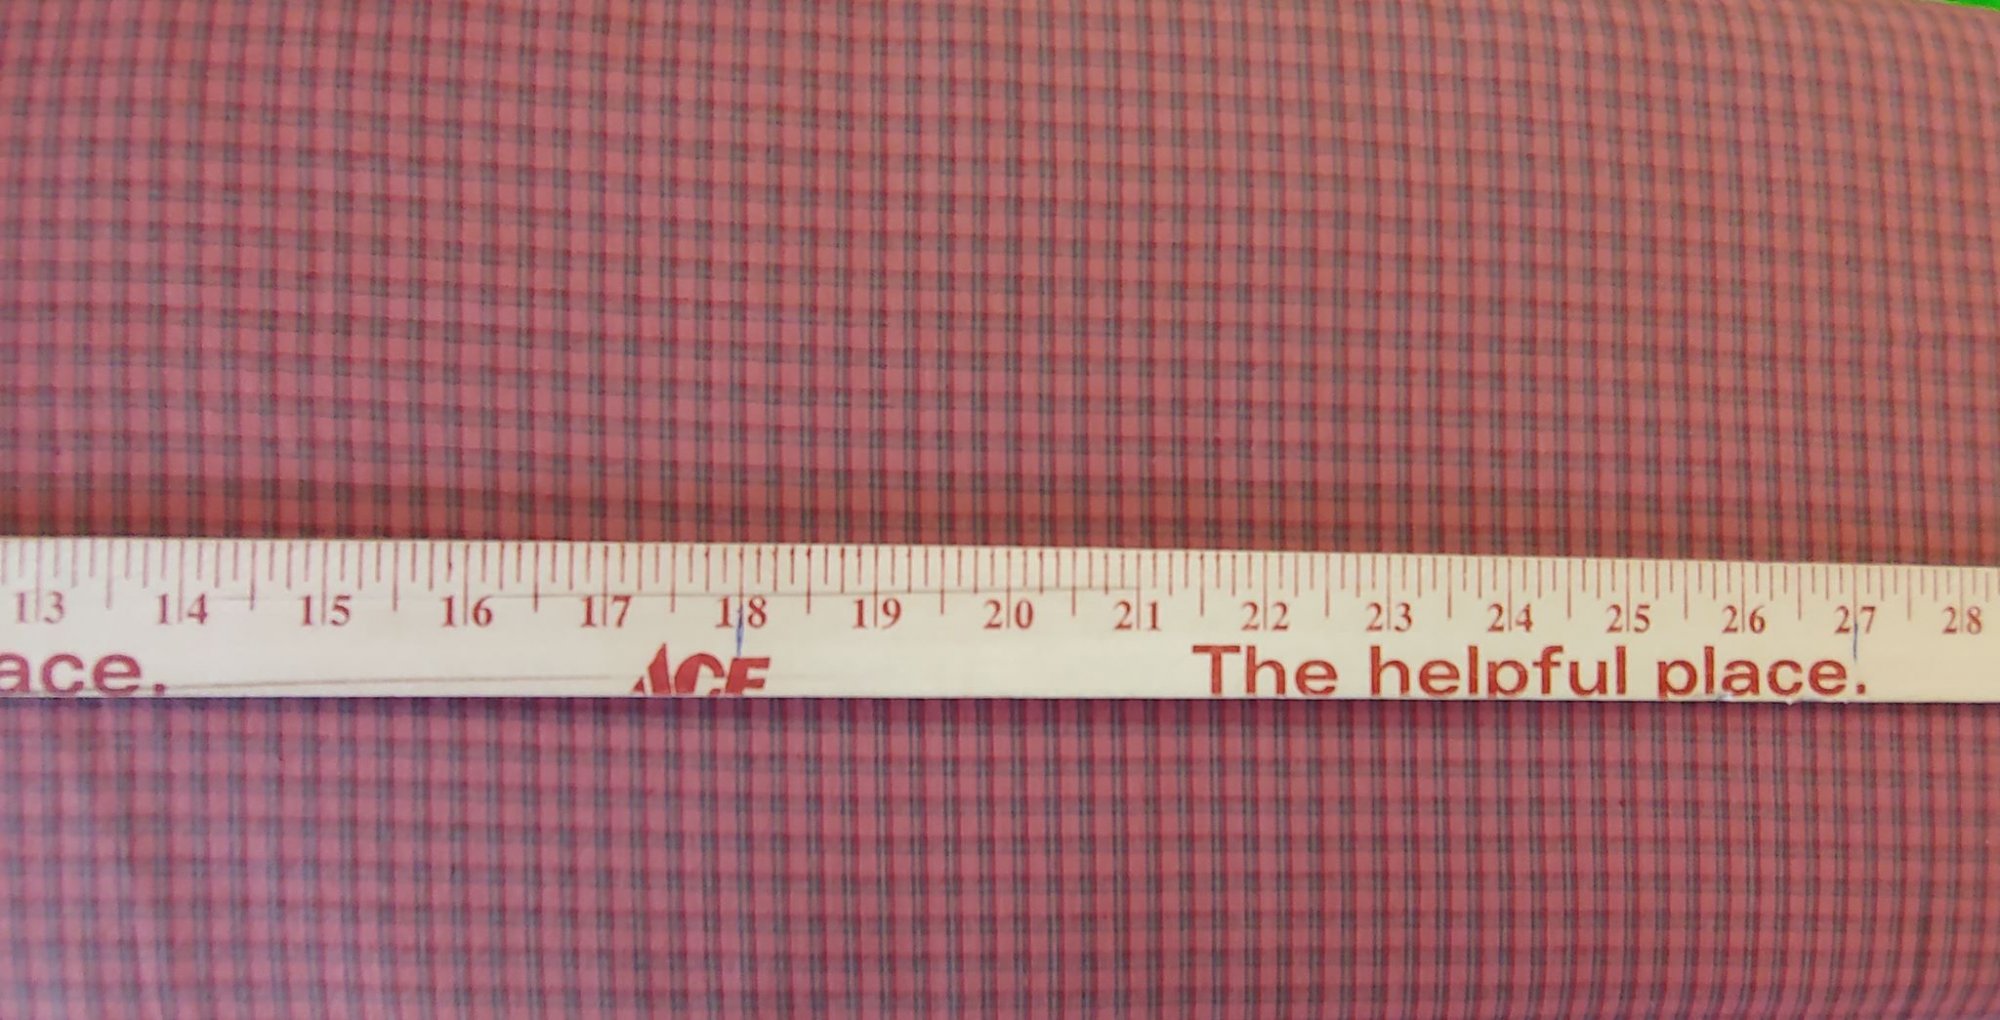 13 14 15 16 17 18 19 20 21 22 23 24 25 26 27 28
ace. ACE The helpful place.